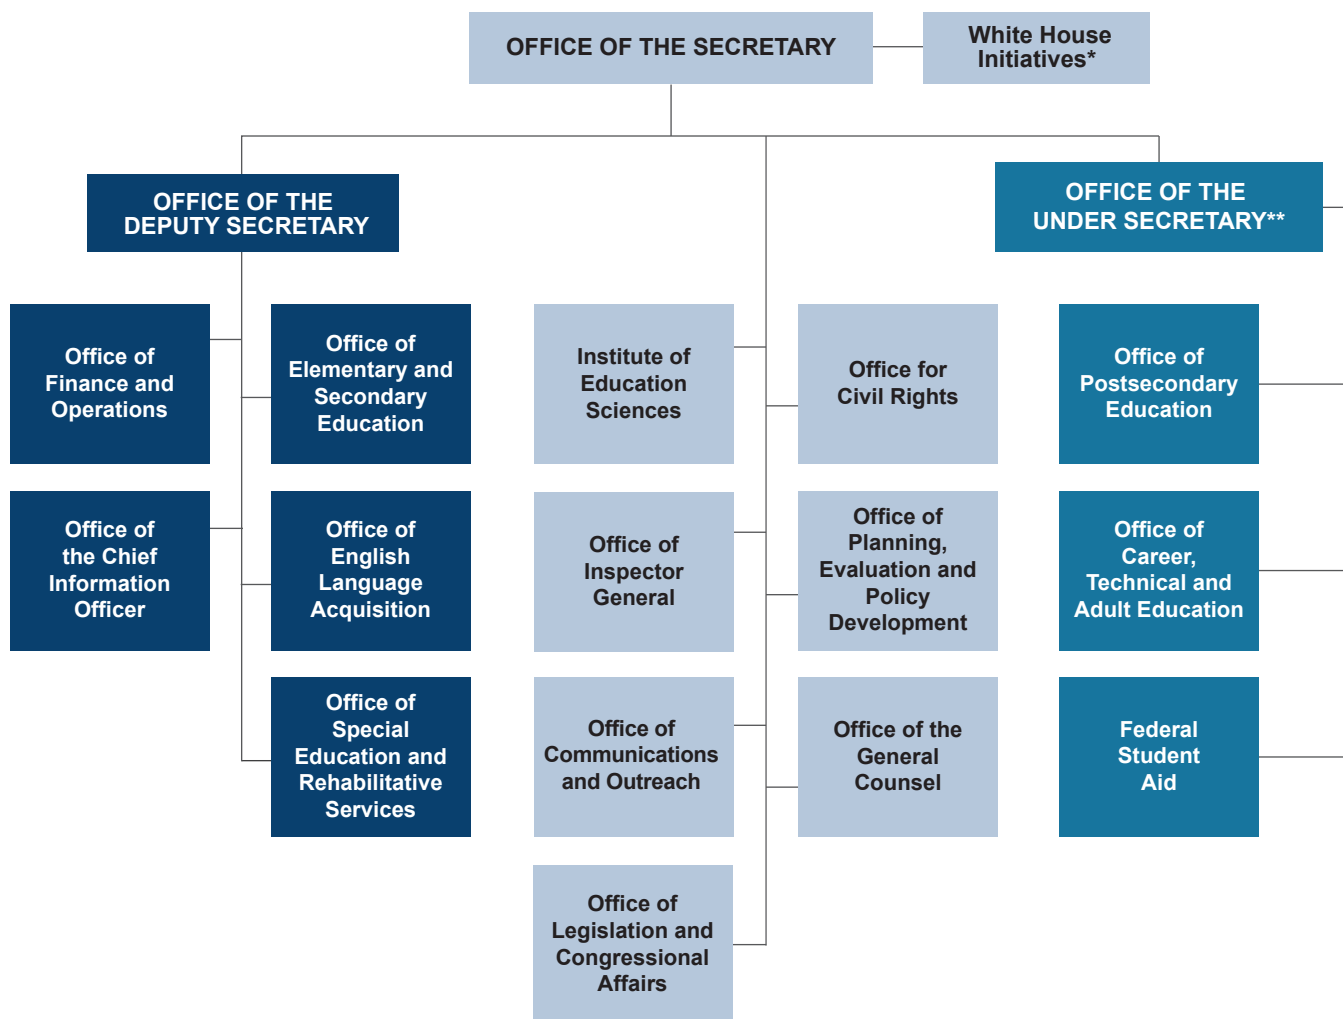 OFFICE OF THE SECRETARY
White House
Initiatives*
OFFICE OF THE
DEPUTY SECRETARY
OFFICE OF THE
UNDER SECRETARY**
Office of
Finance and
Operations
Office of
Elementary and
Secondary
Education
Institute of
Education
Sciences
Office for
Civil Rights
Office of
Postsecondary
Education
Office of
the Chief
Information
Officer
Office of
English
Language
Acquisition
Office of
Inspector
General
Office of
Planning,
Evaluation and
Policy
Development
Office of
Career,
Technical and
Adult Education
Office of
Special
Education and
Rehabilitative
Services
Office of
Communications
and Outreach
Office of the
General
Counsel
Federal
Student
Aid
Office of
Legislation and
Congressional
Affairs